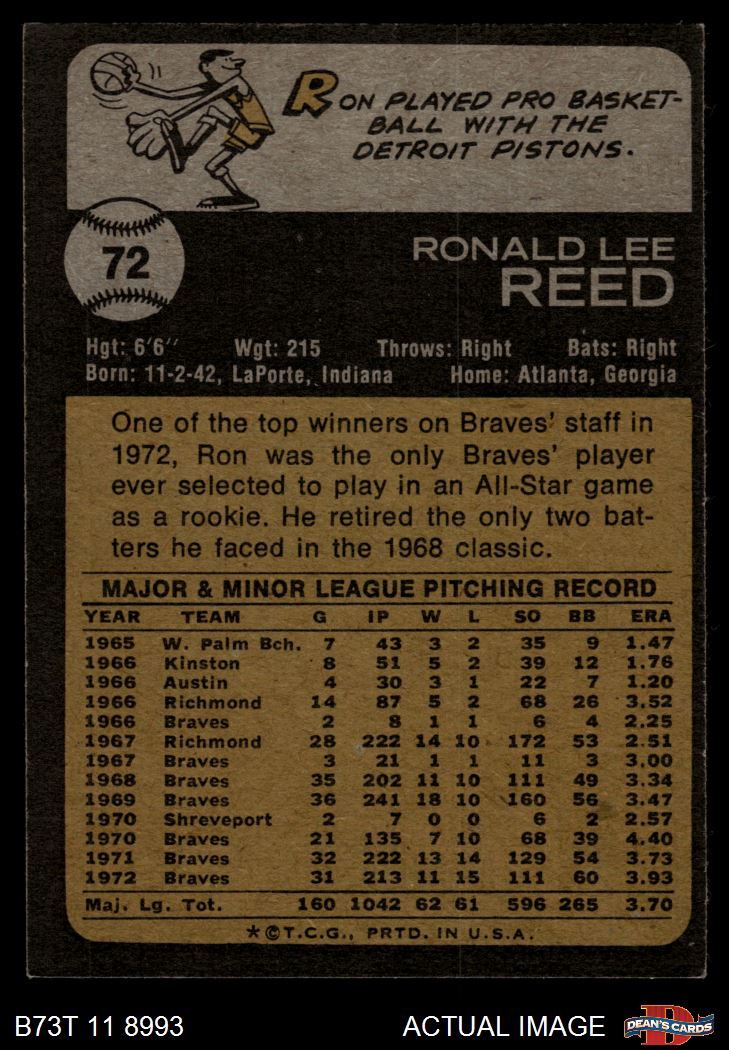 RON PLAYED PRO BASKET-
BALL WITH THE
DETROIT PISTONS.
72
RONALD LEE
REED
Hgt: 6'6" Wgt: 215 Throws: Right Bats: Right
Born: 11-2-42, LaPorte, Indiana Home: Atlanta, Georgia
One of the top winners on Braves' staff in
1972, Ron was the only Braves' player
ever selected to play in an All-Star game
as a rookie. He retired the only two bat-
ters he faced in the 1968 classic.
MAJOR & MINOR LEAGUE PITCHING RECORD
YEAR TEAM G IP W L SO BB ERA
1965 W. Palm Bch. 7 43 3 2 35 9 1.47
1966 Kinston 8 51 5 2 39 12 1.76
1966 Austin 4 30 3 1 22 7 1.20
1966 Richmond 14 87 5 2 68 26 3.52
1966 Braves 2 8 1 1 6 4 2.25
1967 Richmond 28 222 14 10 172 53 2.51
1967 Braves 3 21 1 1 11 3 3.00
1968 Braves 35 202 11 10 111 49 3.34
1969 Braves 36 241 18 10 160 56 3.47
1970 Shreveport 2 7 0 0 6 2 2.57
1970 Braves 21 135 7 10 68 39 4.40
1971 Braves 32 222 13 14 129 54 3.73
1972 Braves 31 213 11 15 111 60 3.93
Maj. Lg. Tot. 160 1042 62 61 596 265 3.70
*©T.C.G., PRTD. IN U.S.A.
B73T 11 8993 ACTUAL IMAGE D DEAN'S CARDS